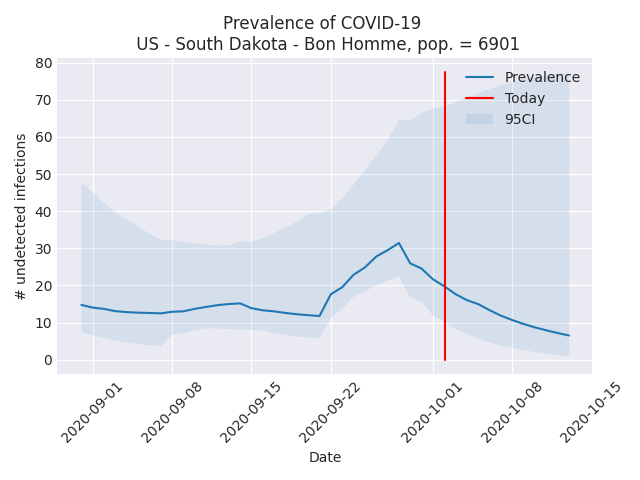 Prevalence of COVID-19
US - South Dakota - Bon Homme, pop. = 6901
80
70
60
50
40
30
20
10
0
# undetected infections
Prevalence
Today
95CI
2020-09-01
2020-09-08
2020-09-15
2020-09-22
2020-10-01
2020-10-08
2020-10-15
Date